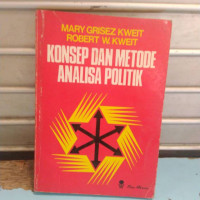 MARY GRISEZ KWEIT
ROBERT W. KWEIT
KONSEP DAN METODE
ANALISA POLITIK